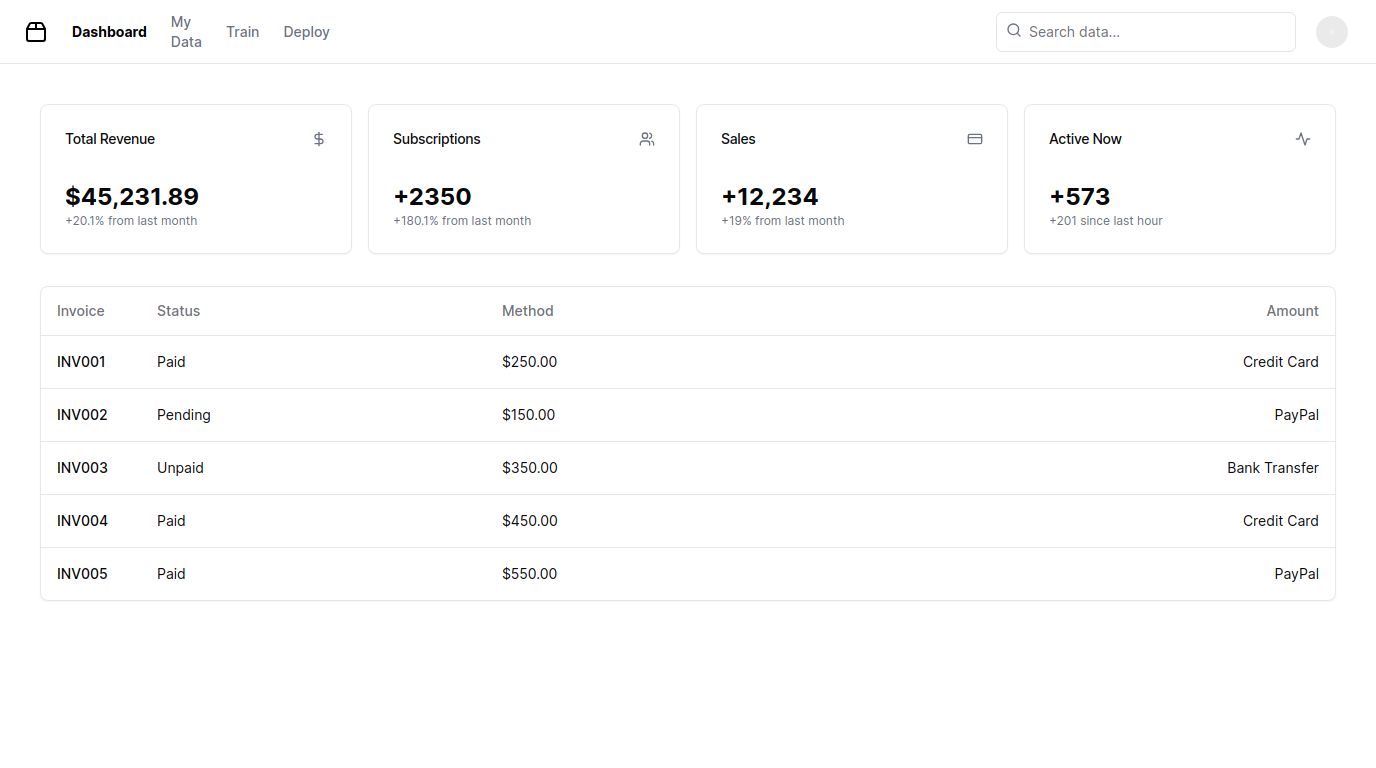 Dashboard My Data Train Deploy Search data...
Total Revenue
$45,231.89
+20.1% from last month
Subscriptions
+2350
+180.1% from last month
Sales
+12,234
+19% from last month
Active Now
+573
+201 since last hour
Invoice Status Method Amount
INV001 Paid $250.00 Credit Card
INV002 Pending $150.00 PayPal
INV003 Unpaid $350.00 Bank Transfer
INV004 Paid $450.00 Credit Card
INV005 Paid $550.00 PayPal